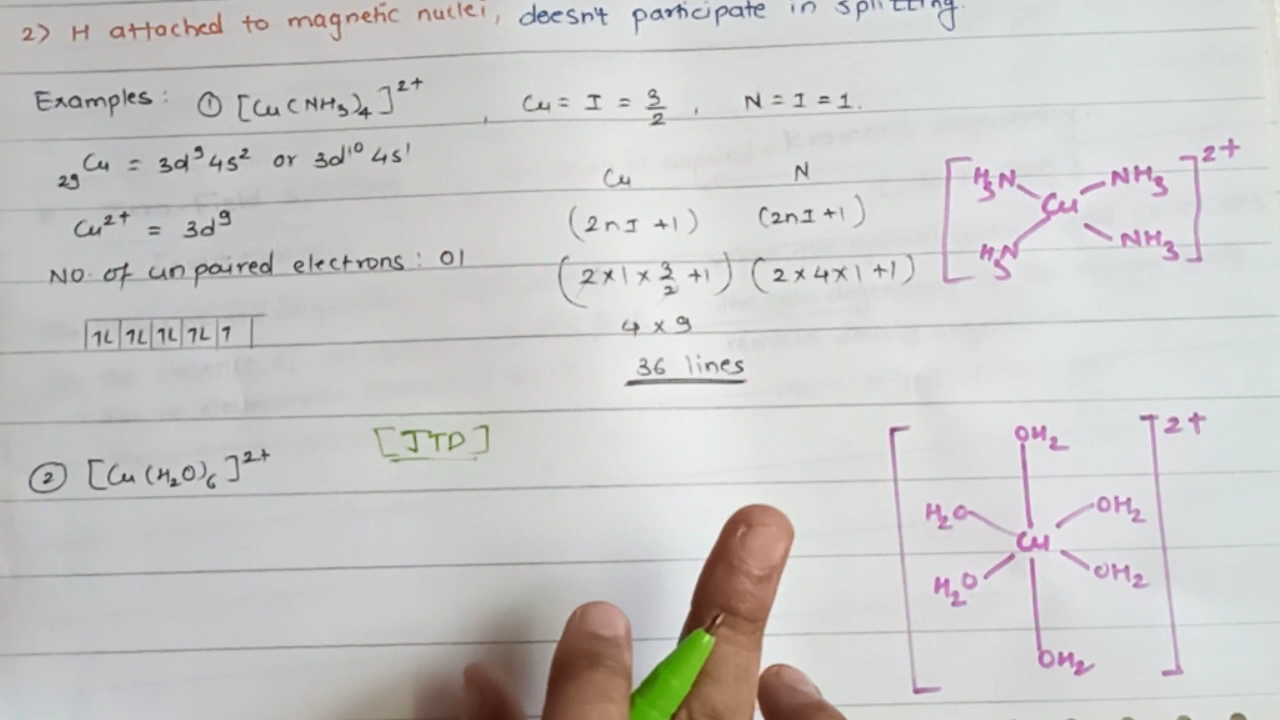 2) H attached to magnetic nuclei, doesn't participate in splitting.
Examples: ① [Cu(NH₃)₄]²⁺, Cu = I = 3/2, N = I = 1.
₂₉Cu = 3d⁹4s² or 3d¹⁰ 4s¹
Cu²⁺ = 3d⁹
No. of unpaired electrons: 01
1L 1L 1L 1L 1
Cu N
(2nI +1) (2nI +1)
(2×1×3/2 +1) (2×4×1+1)
4 × 9
36 lines
[H₃N NH₃]²⁺
Cu
H₃N NH₃
② [Cu(H₂O)₆]²⁺ [JTD]
[OH₂]²⁺
H₂O OH₂
Cu
H₂O OH₂
OH₂